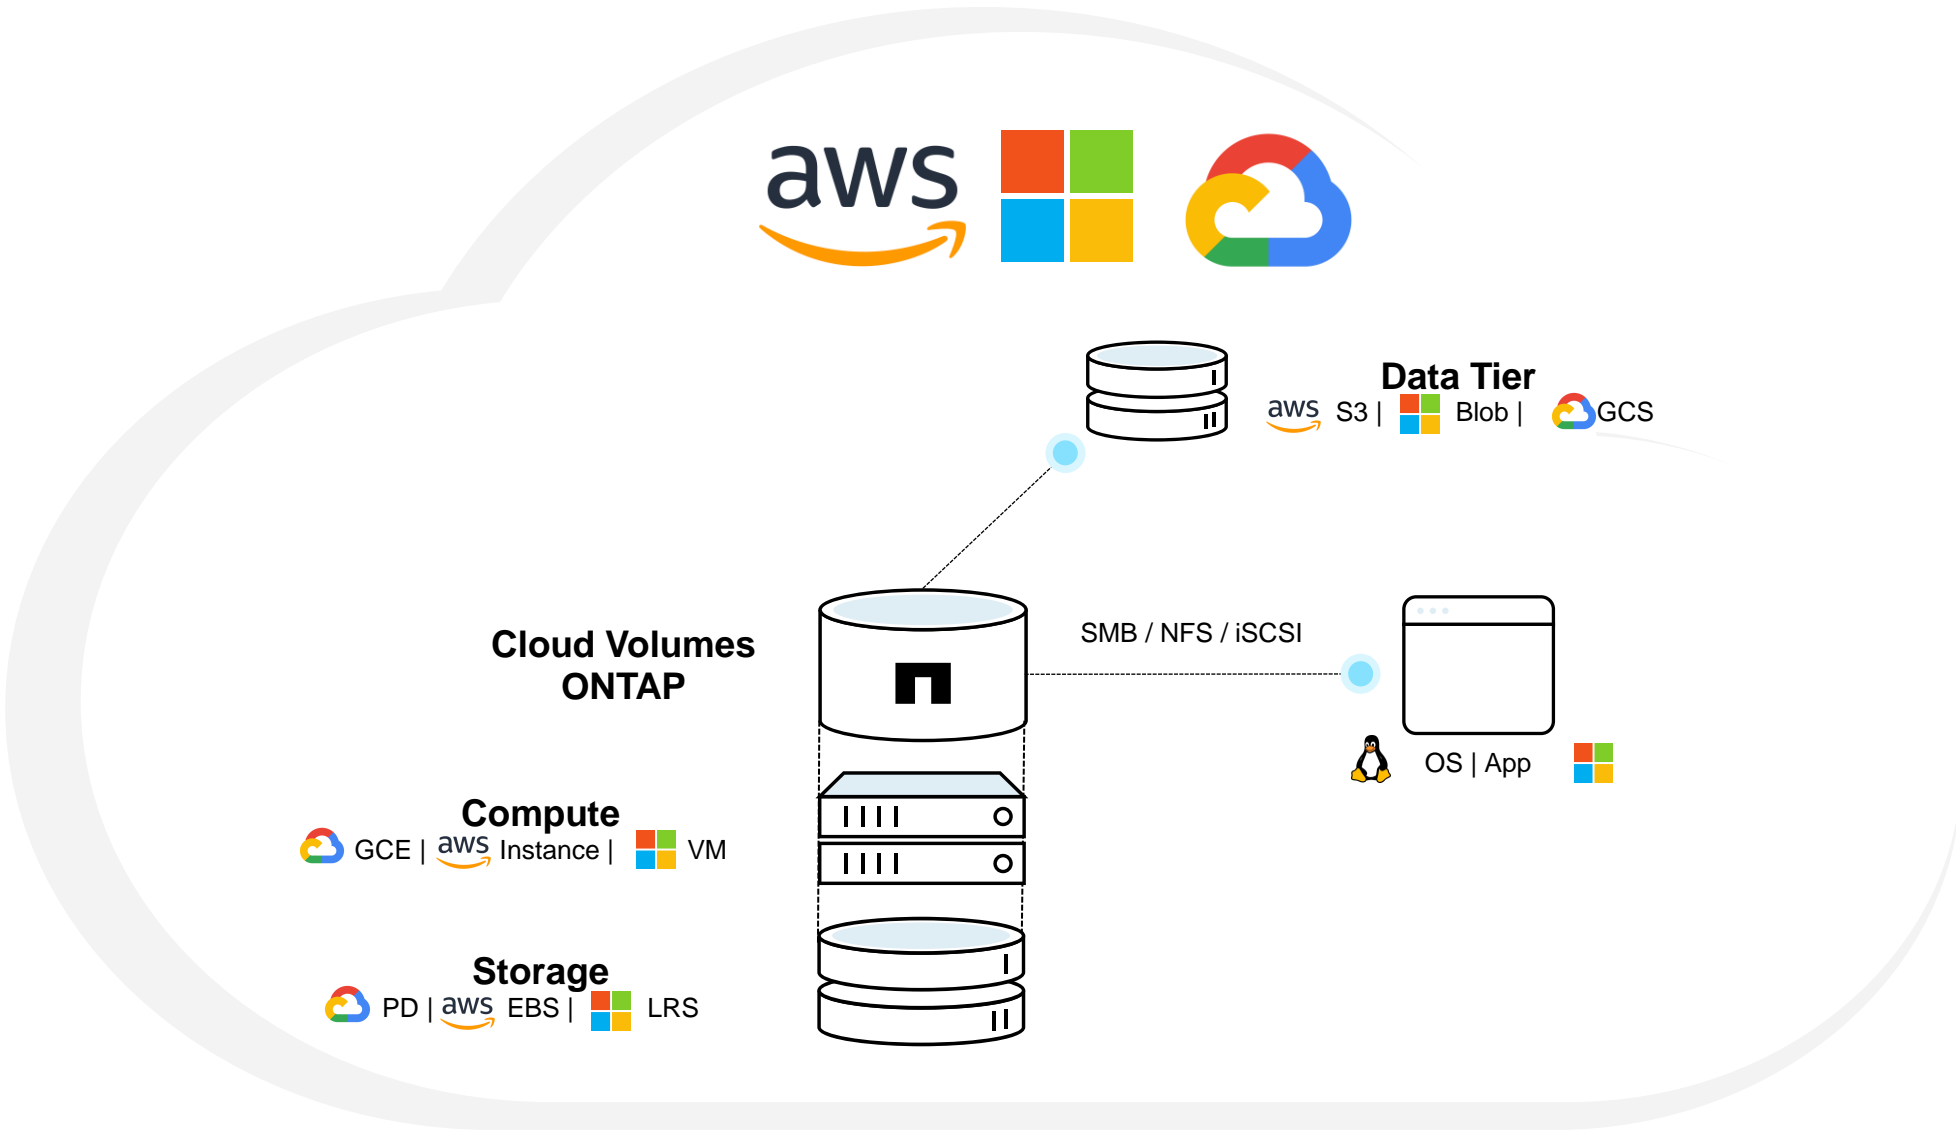 aws
Data Tier
aws S3 | Blob | GCS
Cloud Volumes
ONTAP
SMB / NFS / iSCSI
OS | App
Compute
GCE | aws Instance | VM
Storage
PD | aws EBS | LRS